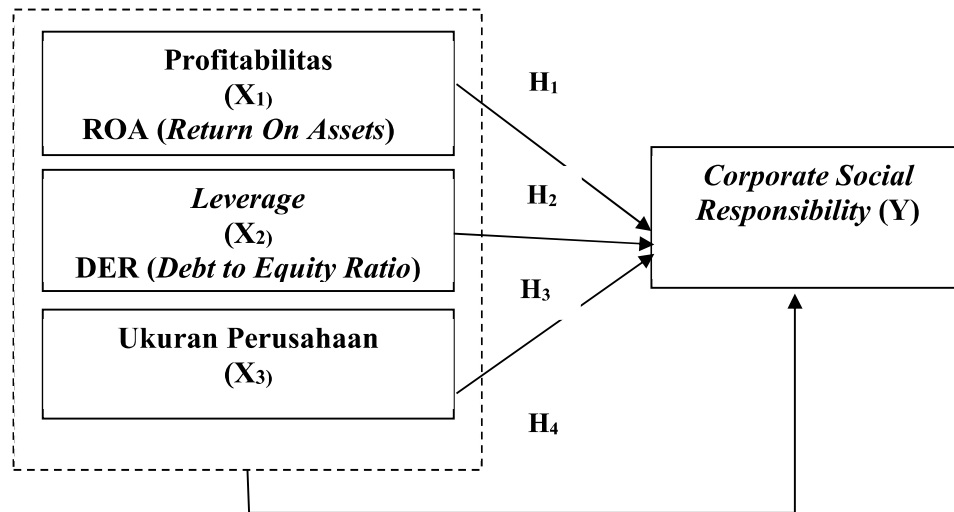 Profitabilitas
(X1)
ROA (Return On Assets)
H1
Leverage
(X2)
DER (Debt to Equity Ratio)
H2
Ukuran Perusahaan
(X3)
H3
H4
Corporate Social
Responsibility (Y)